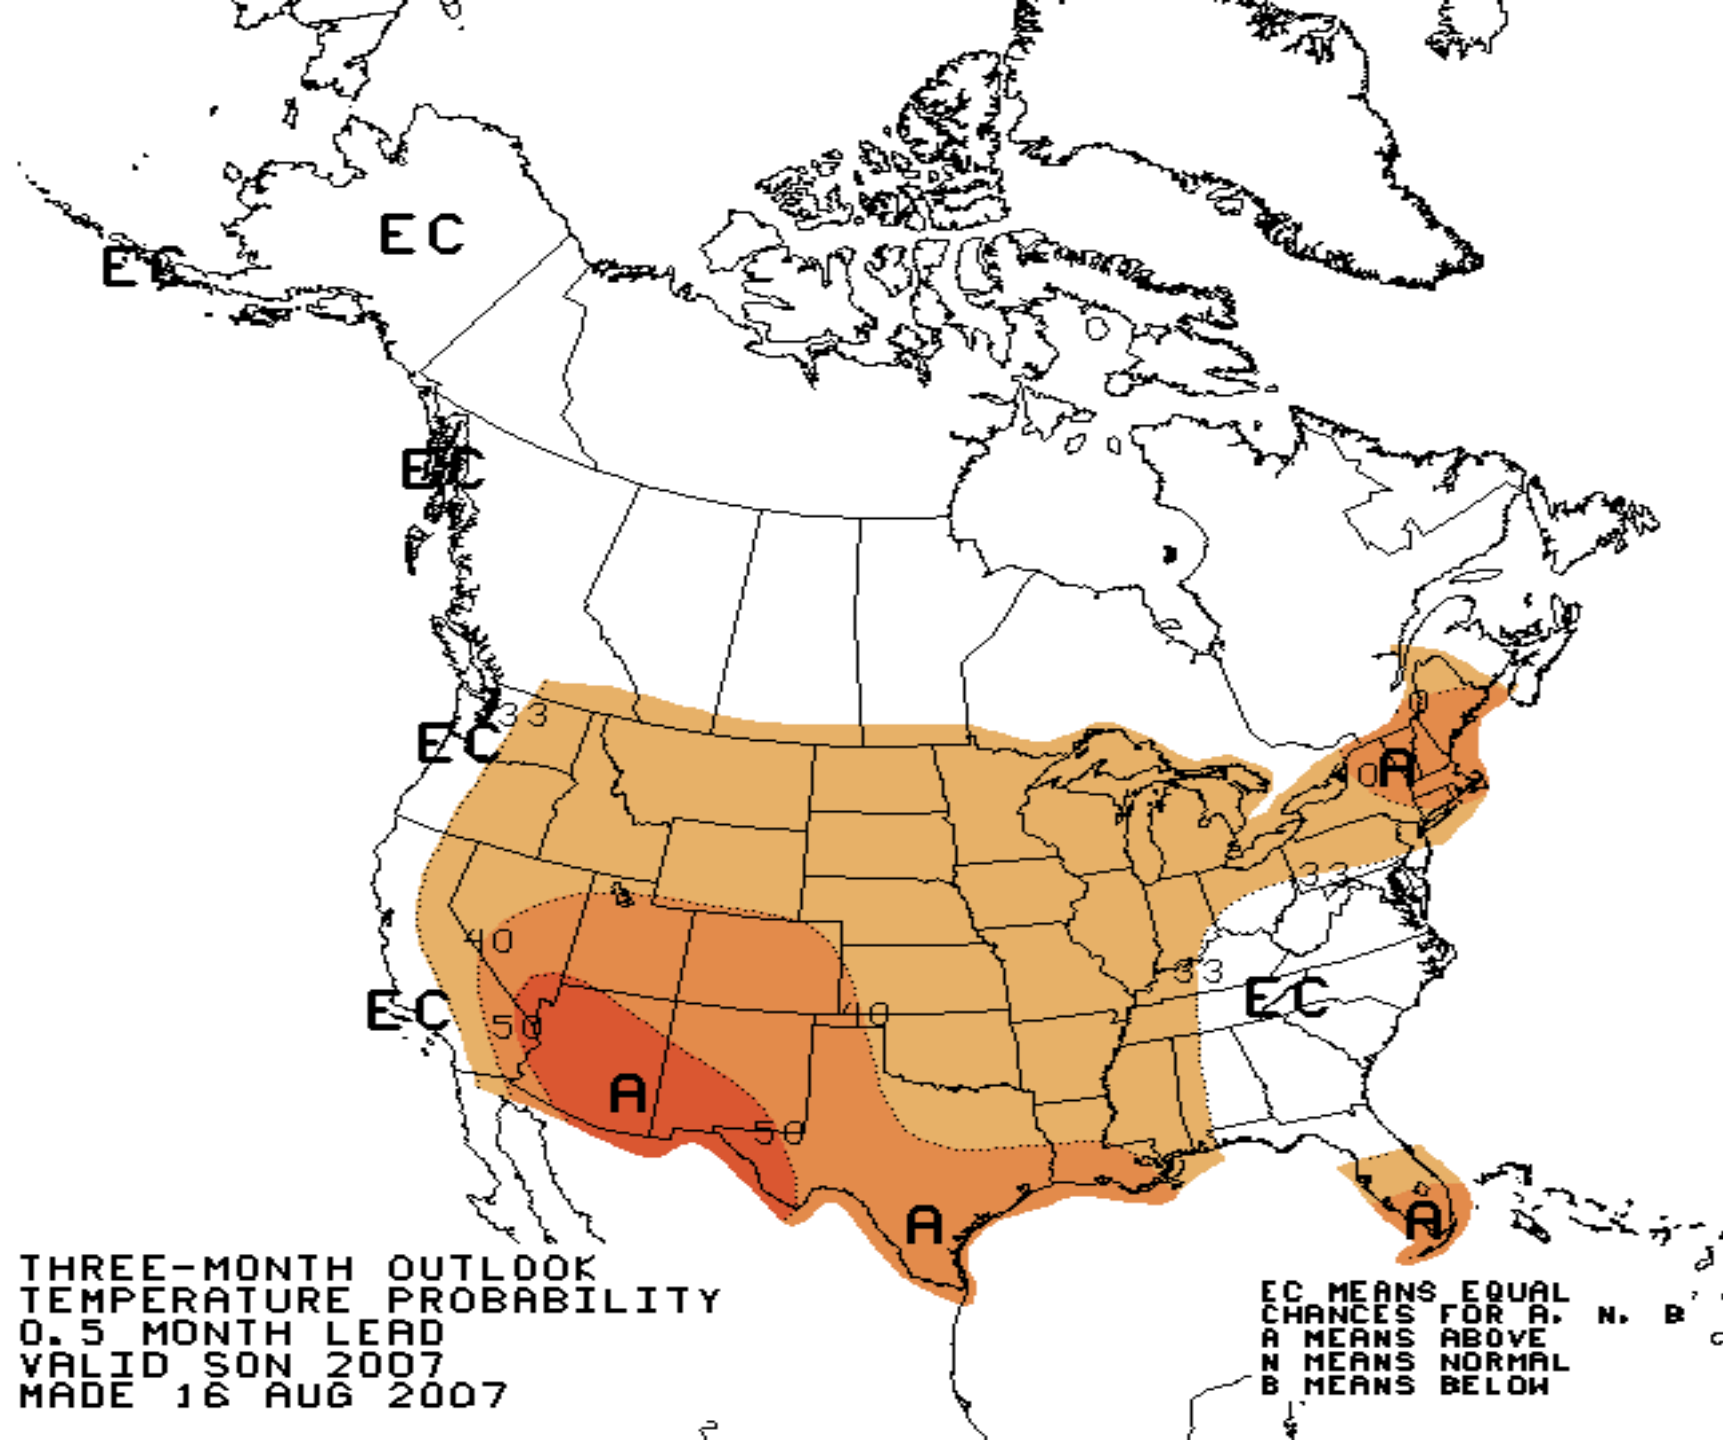 EC
EC
EC
33
EC
0
40
A
33
40
33
EC
EC
50
40
A
50
A
A
THREE-MONTH OUTLOOK
TEMPERATURE PROBABILITY
0.5 MONTH LEAD
VALID SON 2007
MADE 16 AUG 2007
EC MEANS EQUAL
CHANCES FOR A, N, B
A MEANS ABOVE
N MEANS NORMAL
B MEANS BELOW